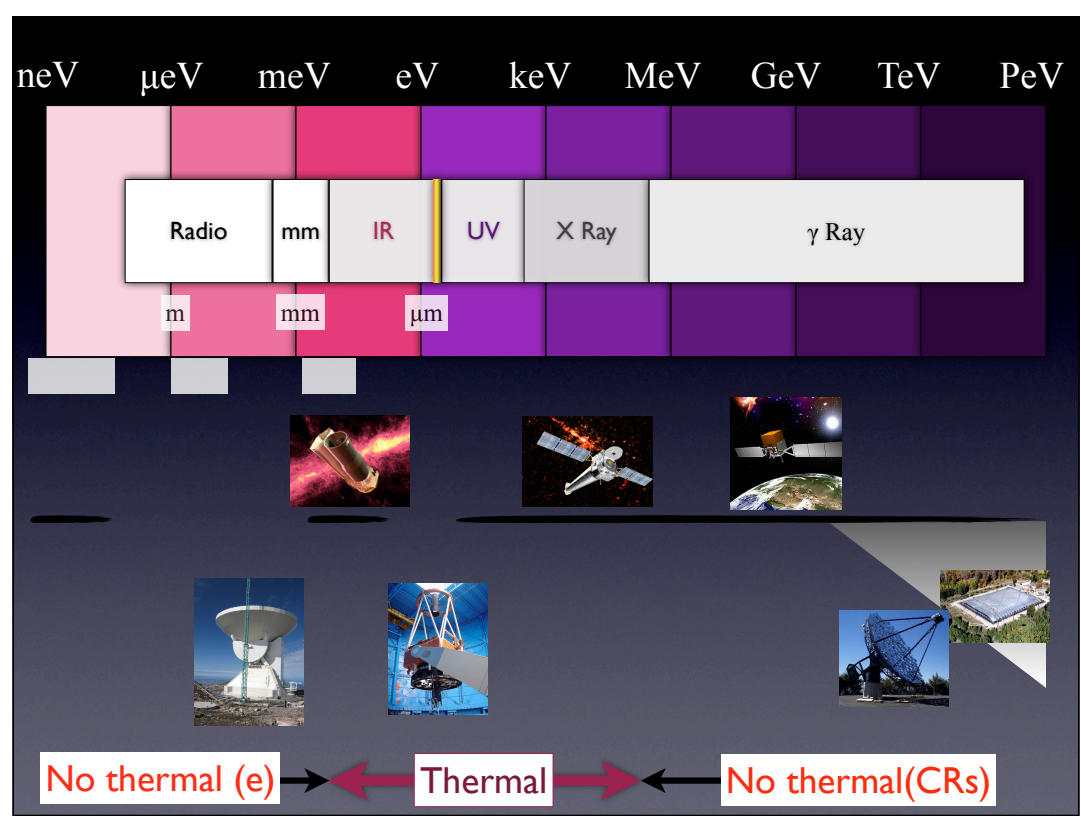 neV μeV meV eV keV MeV GeV TeV PeV
Radio mm IR UV X Ray γ Ray
m mm μm
No thermal (e) Thermal No thermal(CRs)